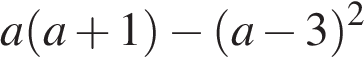 a(a + 1) − (a − 3)²